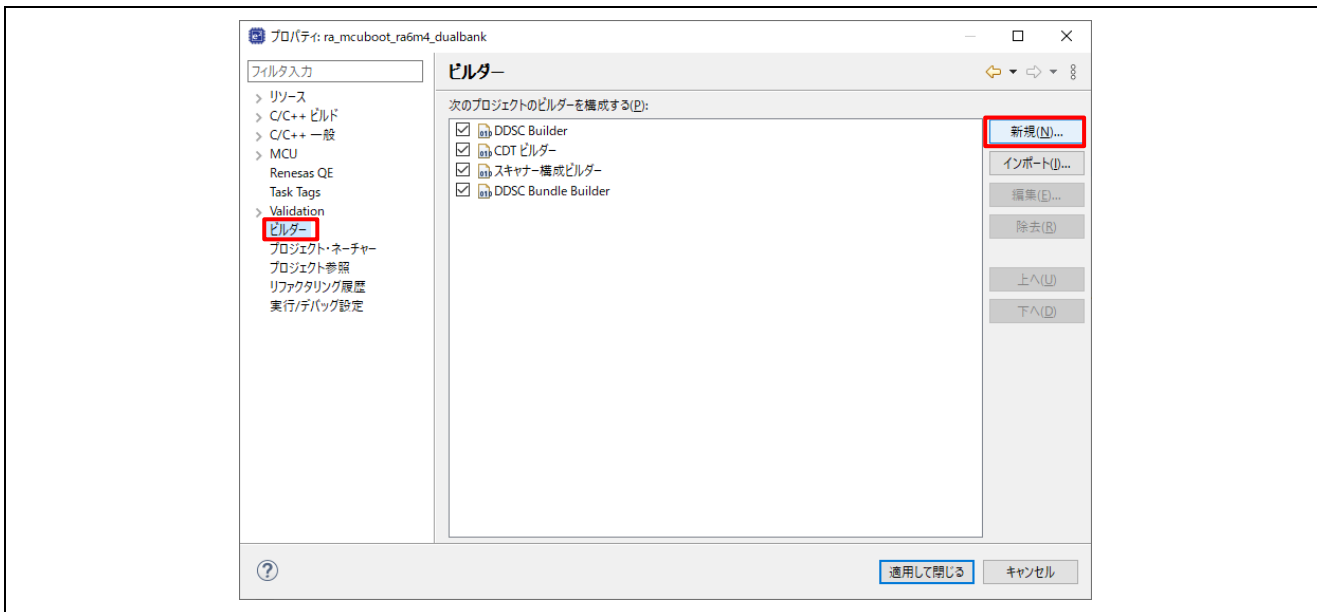 プロパティ: ra_mcuboot_ra6m4_dualbank
フィルタ入力
リソース
C/C++ ビルド
C/C++ 一般
MCU
Renesas QE
Task Tags
Validation
ビルダー
プロジェクト・ネーチャー
プロジェクト参照
リファクタリング履歴
実行/デバッグ設定
ビルダー
次のプロジェクトのビルダーを構成する(P):
DDSC Builder
CDT ビルダー
スキャナー構成ビルダー
DDSC Bundle Builder
新規(N)...
インポート(I)...
編集(E)...
除去(R)
上へ(U)
下へ(D)
適用して閉じる
キャンセル